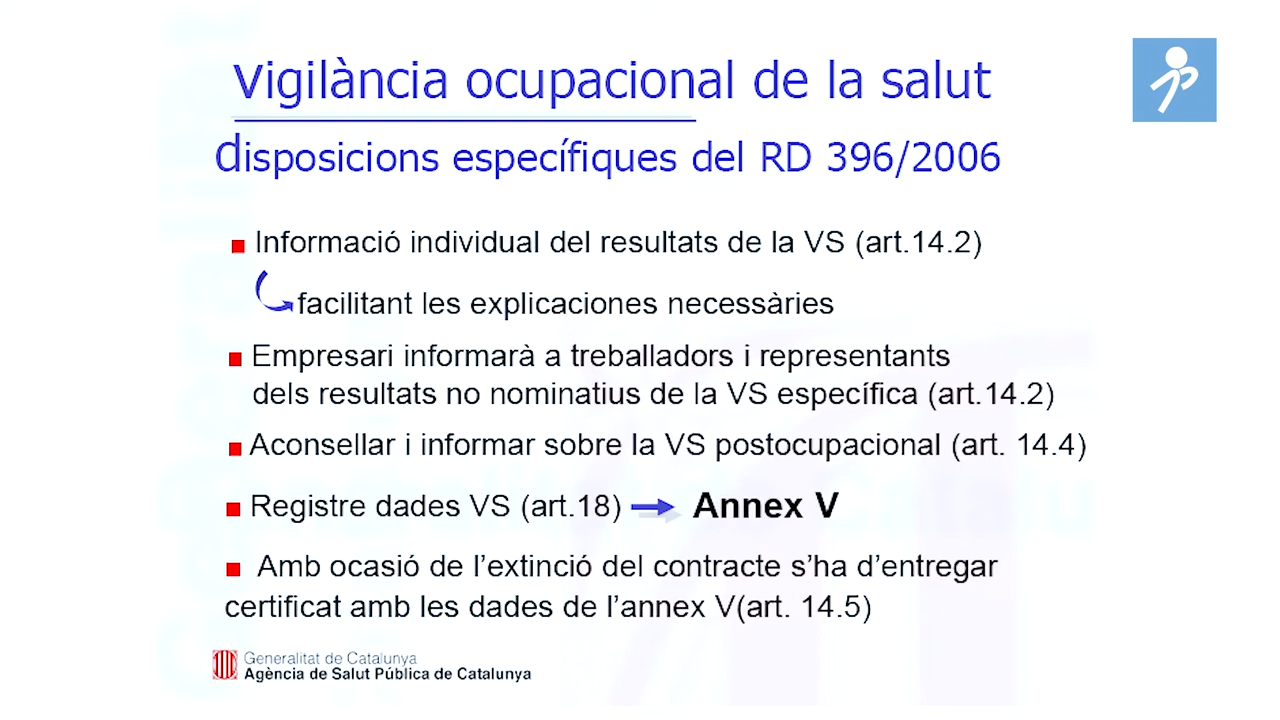 Vigilància ocupacional de la salut
disposicions específiques del RD 396/2006
Informació individual del resultats de la VS (art.14.2)
facilitant les explicaciones necessàries
Empresari informarà a treballadors i representants
dels resultats no nominatius de la VS específica (art.14.2)
Aconsellar i informar sobre la VS postocupacional (art. 14.4)
Registre dades VS (art.18) Annex V
Amb ocasió de l’extinció del contracte s’ha d’entregar
certificat amb les dades de l’annex V(art. 14.5)
Generalitat de Catalunya
Agència de Salut Pública de Catalunya